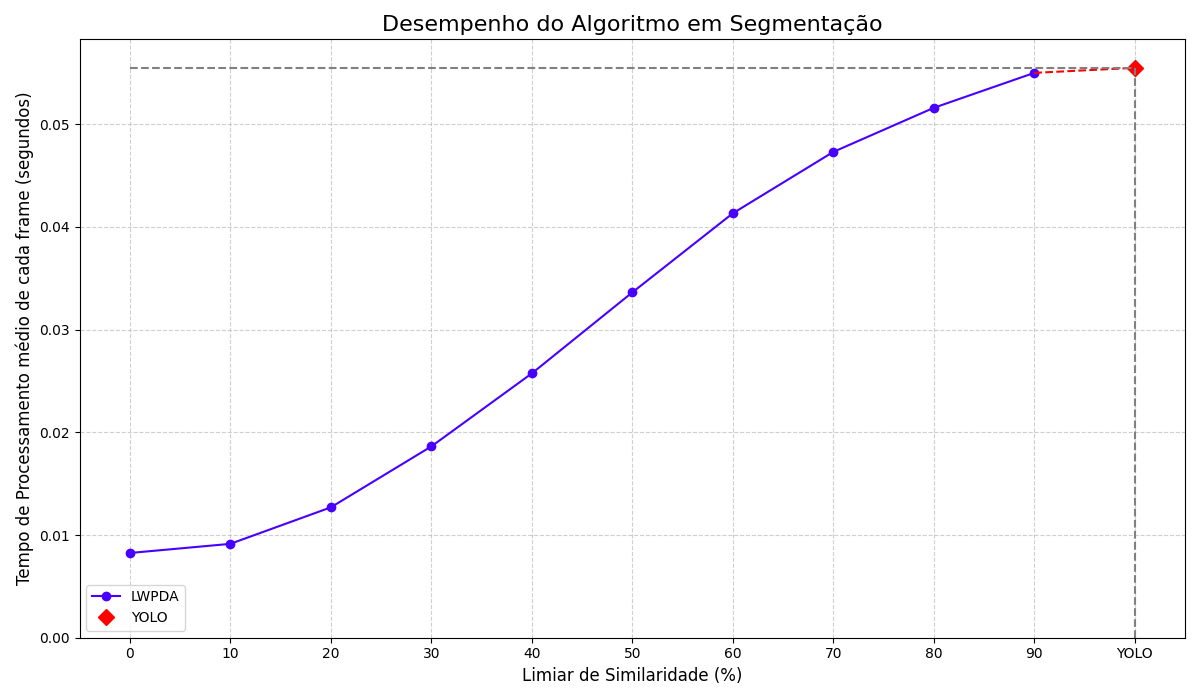 Desempenho do Algoritmo em Segmentação
Tempo de Processamento médio de cada frame (segundos)
0.05
0.04
0.03
0.02
0.01
0.00
LWPDA
YOLO
0 10 20 30 40 50 60 70 80 90 YOLO
Limiar de Similaridade (%)